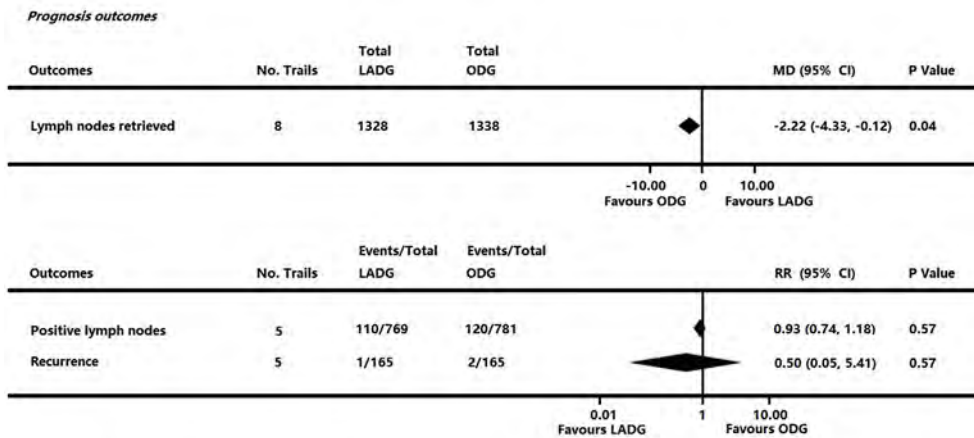 Prognosis outcomes
Total Total
Outcomes No. Trails LADG ODG MD (95% CI) P Value
Lymph nodes retrieved 8 1328 1338 -2.22 (-4.33, -0.12) 0.04
-10.00 0 10.00
Favours ODG Favours LADG
Events/Total Events/Total
Outcomes No. Trails LADG ODG RR (95% CI) P Value
Positive lymph nodes 5 110/769 120/781 0.93 (0.74, 1.18) 0.57
Recurrence 5 1/165 2/165 0.50 (0.05, 5.41) 0.57
0.01 1 10.00
Favours LADG Favours ODG